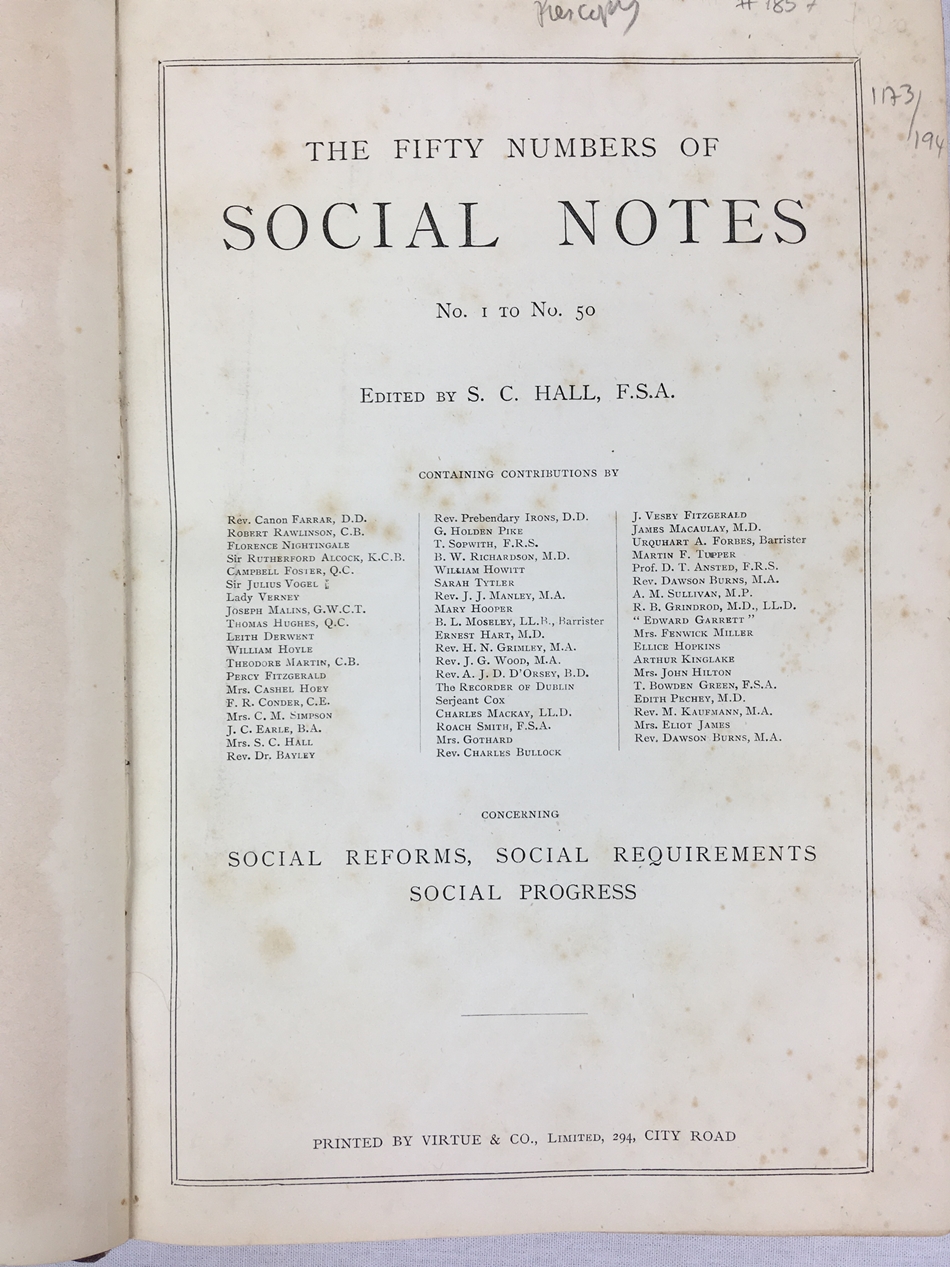 # 1857
1173/
194
THE FIFTY NUMBERS OF
SOCIAL NOTES
No. 1 TO No. 50
EDITED BY S. C. HALL, F.S.A.
CONTAINING CONTRIBUTIONS BY
Rev. Canon FARRAR, D.D.
ROBERT RAWLINSON, C.B.
FLORENCE NIGHTINGALE
Sir RUTHERFORD ALCOCK, K.C.B.
CAMPBELL FOSTER, Q.C.
Sir JULIUS VOGEL
Lady VERNEY
JOSEPH MALINS, G.W.C.T.
THOMAS HUGHES, Q.C.
LEITH DERWENT
WILLIAM HOYLE
THEODORE MARTIN, C.B.
PERCY FITZGERALD
Mrs. CASHEL HOEY
F. R. CONDER, C.E.
Mrs. C. M. SIMPSON
J. C. EARLE, B.A.
Mrs. S. C. HALL
Rev. Dr. BAYLEY
Rev. Prebendary IRONS, D.D.
G. HOLDEN PIKE
T. SOPWITH, F.R.S.
B. W. RICHARDSON, M.D.
WILLIAM HOWITT
SARAH TYTLER
Rev. J. J. MANLEY, M.A.
MARY HOOPER
B. L. MOSELEY, LL.B., Barrister
ERNEST HART, M.D.
Rev. H. N. GRIMLEY, M.A.
Rev. J. G. WOOD, M.A.
Rev. A. J. D. D'ORSEY, B.D.
The RECORDER OF DUBLIN
Serjeant COX
CHARLES MACKAY, LL.D.
ROACH SMITH, F.S.A.
Mrs. GOTHARD
Rev. CHARLES BULLOCK
J. VESEY FITZGERALD
JAMES MACAULAY, M.D.
URQUHART A. FORBES, Barrister
MARTIN F. TUPPER
Prof. D. T. ANSTED, F.R.S.
Rev. DAWSON BURNS, M.A.
A. M. SULLIVAN, M.P.
R. B. GRINDROD, M.D., LL.D.
" EDWARD GARRETT "
Mrs. FENWICK MILLER
ELLICE HOPKINS
ARTHUR KINGLAKE
Mrs. JOHN HILTON
T. BOWDEN GREEN, F.S.A.
EDITH PECHEY, M.D.
Rev. M. KAUFMANN, M.A.
Mrs. ELIOT JAMES
Rev. DAWSON BURNS, M.A.
CONCERNING
SOCIAL REFORMS, SOCIAL REQUIREMENTS
SOCIAL PROGRESS
PRINTED BY VIRTUE & CO., LIMITED, 294, CITY ROAD